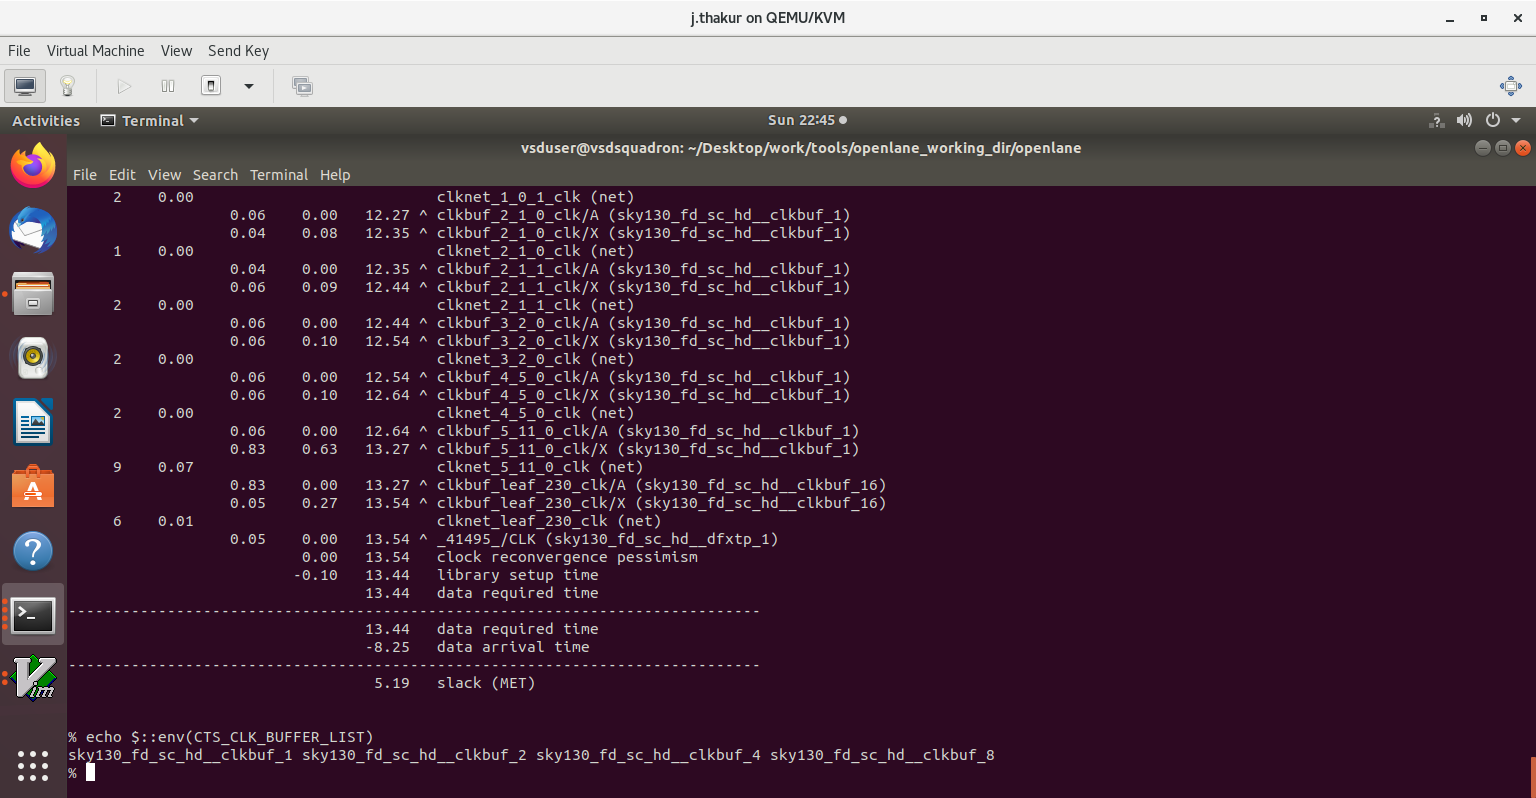 j.thakur on QEMU/KVM
File Virtual Machine View Send Key
Activities Terminal Sun 22:45
vsduser@vsdsquadron: ~/Desktop/work/tools/openlane_working_dir/openlane
File Edit View Search Terminal Help
2 0.00 clknet_1_0_1_clk (net)
0.06 0.00 12.27 ^ clkbuf_2_1_0_clk/A (sky130_fd_sc_hd__clkbuf_1)
0.04 0.08 12.35 ^ clkbuf_2_1_0_clk/X (sky130_fd_sc_hd__clkbuf_1)
1 0.00 clknet_2_1_0_clk (net)
0.04 0.00 12.35 ^ clkbuf_2_1_1_clk/A (sky130_fd_sc_hd__clkbuf_1)
0.06 0.09 12.44 ^ clkbuf_2_1_1_clk/X (sky130_fd_sc_hd__clkbuf_1)
2 0.00 clknet_2_1_1_clk (net)
0.06 0.00 12.44 ^ clkbuf_3_2_0_clk/A (sky130_fd_sc_hd__clkbuf_1)
0.06 0.10 12.54 ^ clkbuf_3_2_0_clk/X (sky130_fd_sc_hd__clkbuf_1)
2 0.00 clknet_3_2_0_clk (net)
0.06 0.00 12.54 ^ clkbuf_4_5_0_clk/A (sky130_fd_sc_hd__clkbuf_1)
0.06 0.10 12.64 ^ clkbuf_4_5_0_clk/X (sky130_fd_sc_hd__clkbuf_1)
2 0.00 clknet_4_5_0_clk (net)
0.06 0.00 12.64 ^ clkbuf_5_11_0_clk/A (sky130_fd_sc_hd__clkbuf_1)
0.83 0.63 13.27 ^ clkbuf_5_11_0_clk/X (sky130_fd_sc_hd__clkbuf_1)
9 0.07 clknet_5_11_0_clk (net)
0.83 0.00 13.27 ^ clkbuf_leaf_230_clk/A (sky130_fd_sc_hd__clkbuf_16)
0.05 0.27 13.54 ^ clkbuf_leaf_230_clk/X (sky130_fd_sc_hd__clkbuf_16)
6 0.01 clknet_leaf_230_clk (net)
0.05 0.00 13.54 ^ _41495_/CLK (sky130_fd_sc_hd__dfxtp_1)
0.00 13.54 clock reconvergence pessimism
-0.10 13.44 library setup time
13.44 data required time
-----------------------------------------------------------------------------
13.44 data required time
-8.25 data arrival time
-----------------------------------------------------------------------------
5.19 slack (MET)
% echo $::env(CTS_CLK_BUFFER_LIST)
sky130_fd_sc_hd__clkbuf_1 sky130_fd_sc_hd__clkbuf_2 sky130_fd_sc_hd__clkbuf_4 sky130_fd_sc_hd__clkbuf_8
%